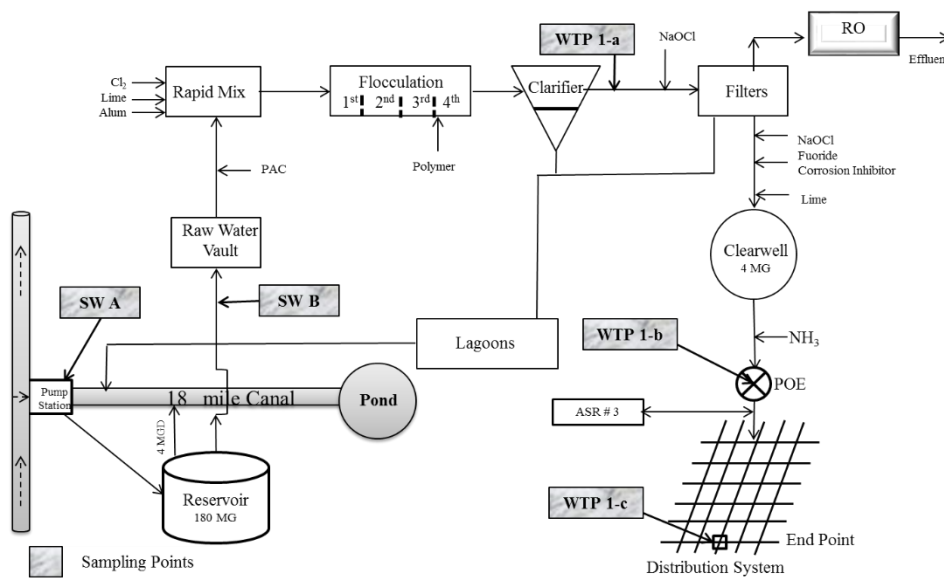 RO
Effluent
WTP 1-a
NaOCl
Cl2
Lime
Alum
Rapid Mix
Flocculation
1st 2nd 3rd 4th
Clarifier
Filters
Polymer
PAC
NaOCl
Fuoride
Corrosion Inhibitor
Lime
Raw Water
Vault
Clearwell
4 MG
SW A
SW B
Lagoons
WTP 1-b
NH3
POE
Pump
Station
18 mile Canal
Pond
4 MGD
ASR # 3
Reservoir
180 MG
WTP 1-c
End Point
Sampling Points
Distribution System